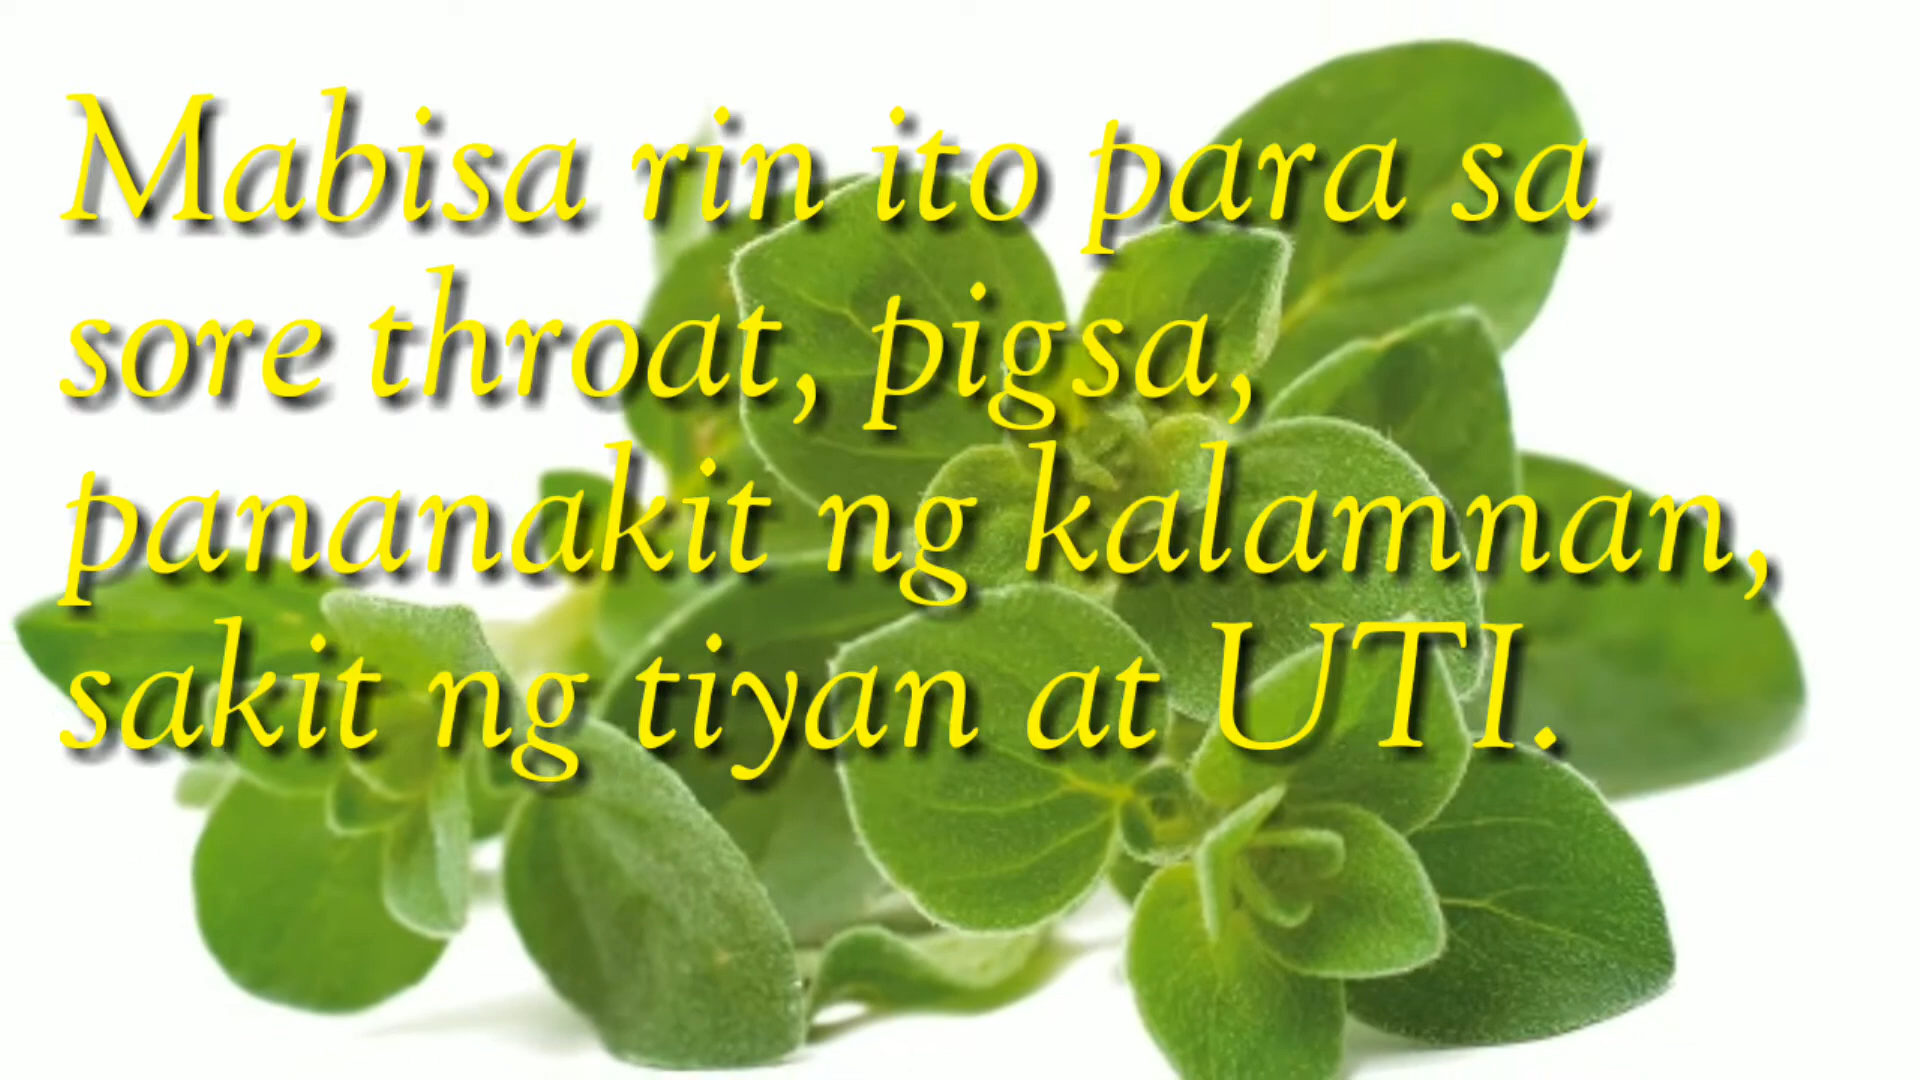 Mabisa rin ito para sa
sore throat, pigsa,
pananakit ng kalamnan,
sakit ng tiyan at UTI.